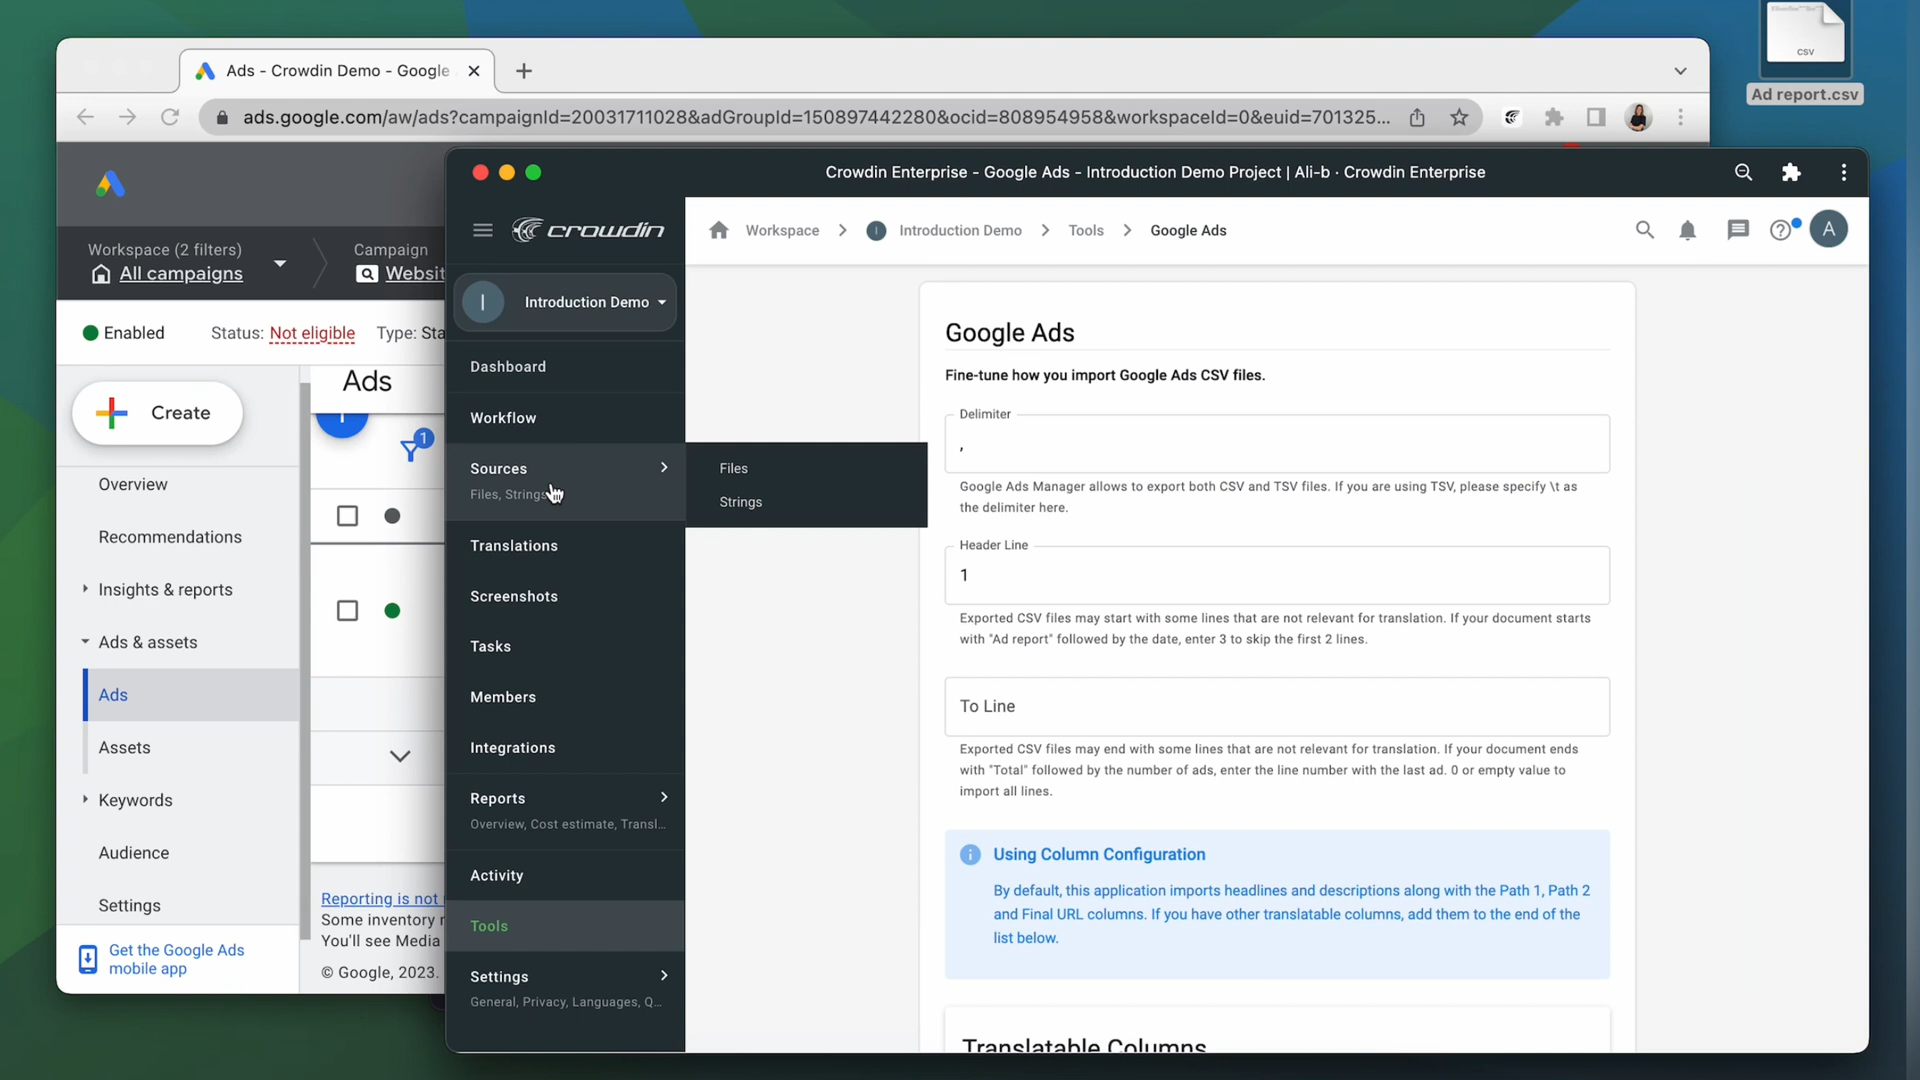 Ads - Crowdin Demo - Google
ads.google.com/aw/ads?campaignId=20031711028&adGroupId=150897442280&ocid=808954958&workspaceId=0&euid=701325...
CSV
Ad report.csv
Workspace (2 filters)
All campaigns
Campaign
Websit
Enabled
Status: Not eligible
Type: Sta
Create
Overview
Recommendations
Insights & reports
Ads & assets
Ads
Assets
Keywords
Audience
Settings
Get the Google Ads
mobile app
Ads
1
Reporting is not
Some inventory r
You'll see Media
© Google, 2023.
Crowdin Enterprise - Google Ads - Introduction Demo Project | Ali-b · Crowdin Enterprise
crowdin
I
Introduction Demo
Dashboard
Workflow
Sources
Files, Strings
Translations
Screenshots
Tasks
Members
Integrations
Reports
Overview, Cost estimate, Transl...
Activity
Tools
Settings
General, Privacy, Languages, Q...
Files
Strings
Workspace
I
Introduction Demo
Tools
Google Ads
A
Google Ads
Fine-tune how you import Google Ads CSV files.
Delimiter
,
Google Ads Manager allows to export both CSV and TSV files. If you are using TSV, please specify \t as
the delimiter here.
Header Line
1
Exported CSV files may start with some lines that are not relevant for translation. If your document starts
with "Ad report" followed by the date, enter 3 to skip the first 2 lines.
To Line
Exported CSV files may end with some lines that are not relevant for translation. If your document ends
with "Total" followed by the number of ads, enter the line number with the last ad. 0 or empty value to
import all lines.
Using Column Configuration
By default, this application imports headlines and descriptions along with the Path 1, Path 2
and Final URL columns. If you have other translatable columns, add them to the end of the
list below.
Translatable Columns